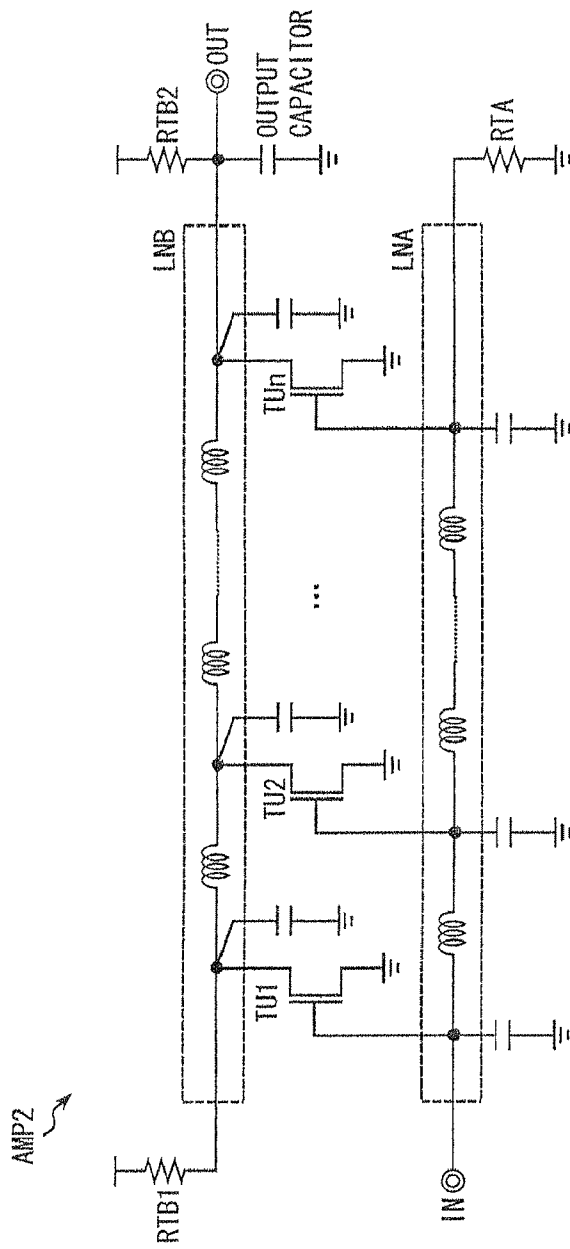 AMP2
RTB1
LNB
RTB2
OUT
OUTPUT
CAPACITOR
TU1
TU2
...
TUn
IN
LNA
RTA